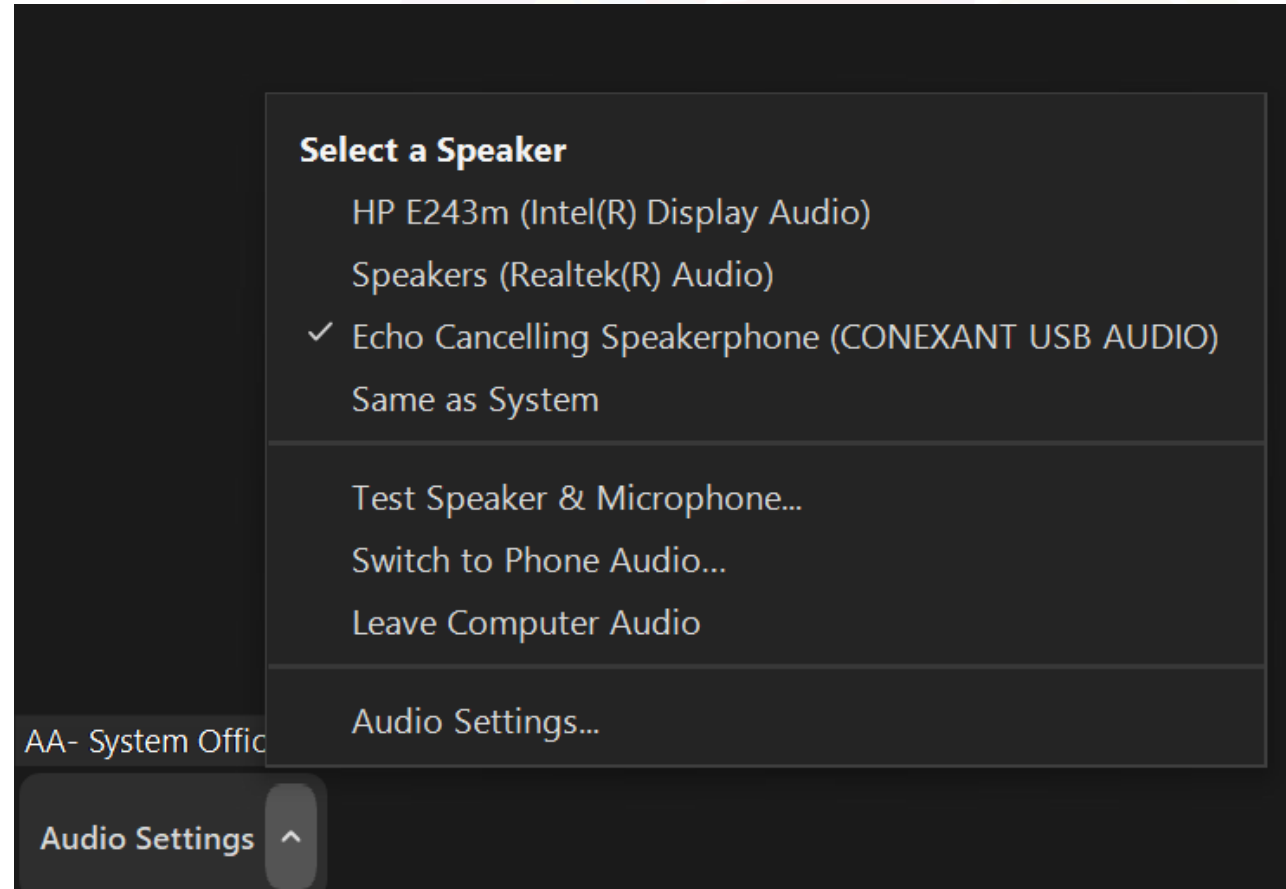 Select a Speaker
HP E243m (Intel(R) Display Audio)
Speakers (Realtek(R) Audio)
Echo Cancelling Speakerphone (CONEXANT USB AUDIO)
Same as System
Test Speaker & Microphone...
Switch to Phone Audio...
Leave Computer Audio
Audio Settings...
AA- System Offic
Audio Settings